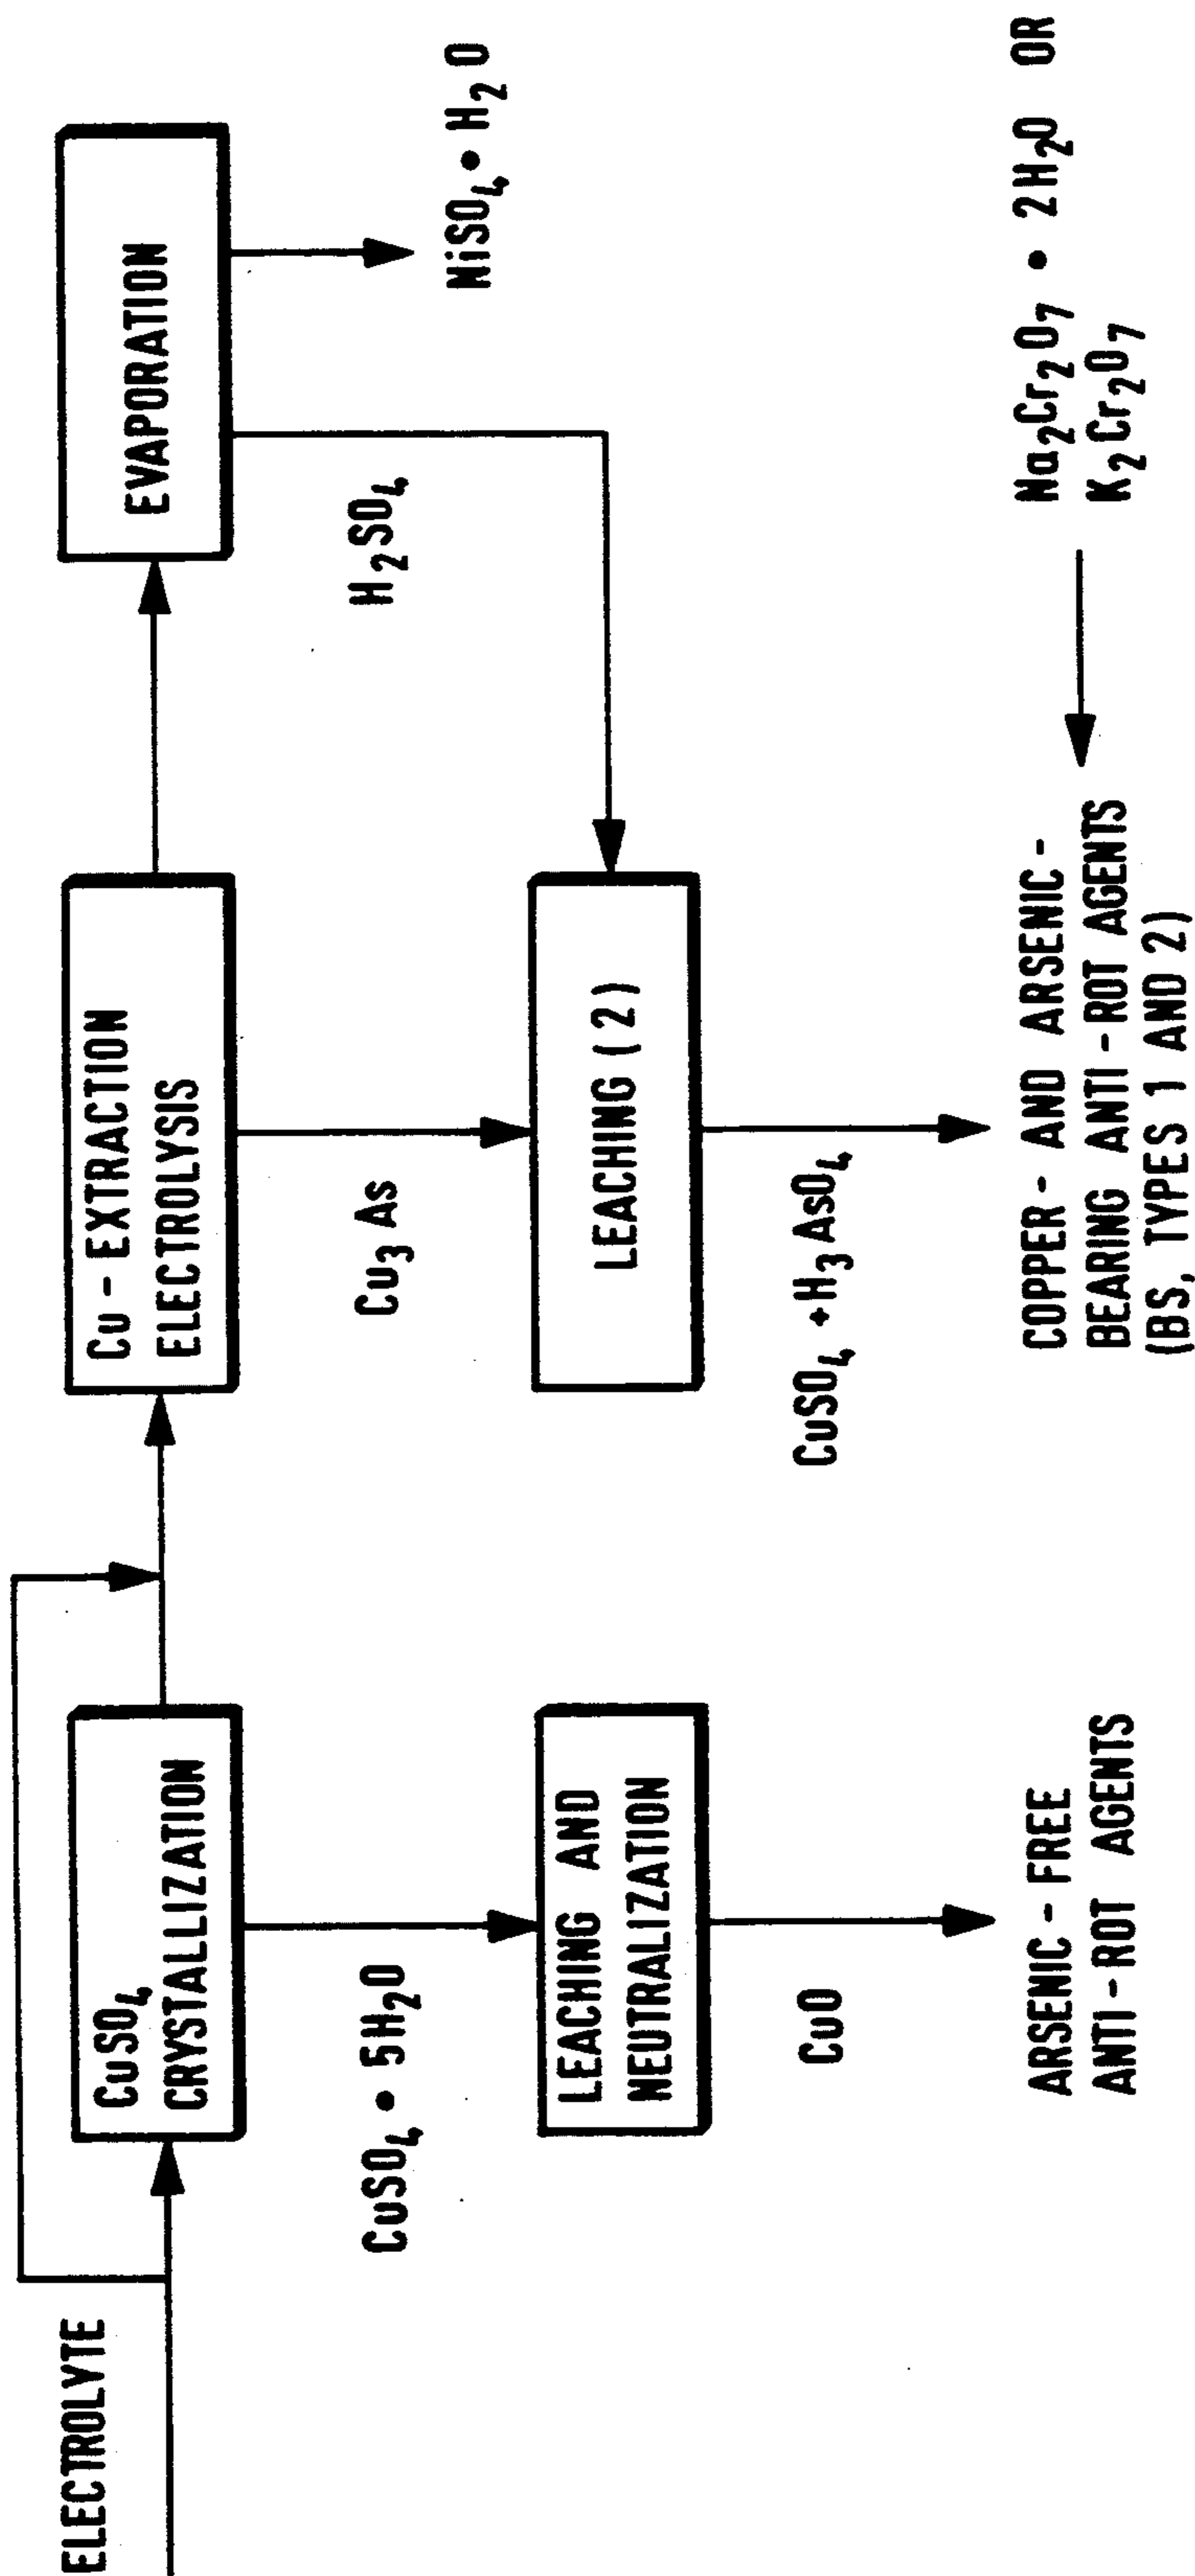 ELECTROLYTE
CuSO4
CRYSTALLIZATION
Cu - EXTRACTION
ELECTROLYSIS
EVAPORATION
CuSO4 • 5H2O
Cu3 As
H2SO4
NiSO4 • H2O
LEACHING AND
NEUTRALIZATION
LEACHING (2)
CuO
CuSO4 +H3AsO4
ARSENIC - FREE
ANTI - ROT AGENTS
COPPER - AND ARSENIC -
BEARING ANTI - ROT AGENTS
(BS, TYPES 1 AND 2)
Na2Cr2O7 • 2H2O OR
K2Cr2O7